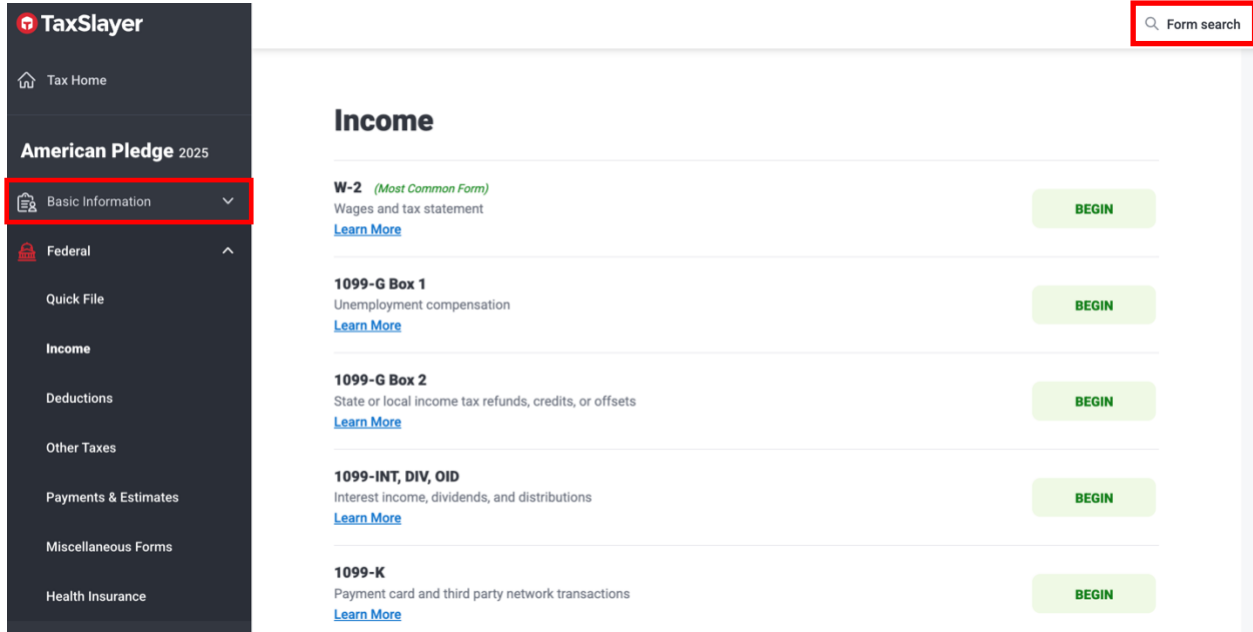 TaxSlayer
Form search
Tax Home
American Pledge 2025
Basic Information
Federal
Quick File
Income
Deductions
Other Taxes
Payments & Estimates
Miscellaneous Forms
Health Insurance
Income
W-2 (Most Common Form)
Wages and tax statement
Learn More
BEGIN
1099-G Box 1
Unemployment compensation
Learn More
BEGIN
1099-G Box 2
State or local income tax refunds, credits, or offsets
Learn More
BEGIN
1099-INT, DIV, OID
Interest income, dividends, and distributions
Learn More
BEGIN
1099-K
Payment card and third party network transactions
Learn More
BEGIN